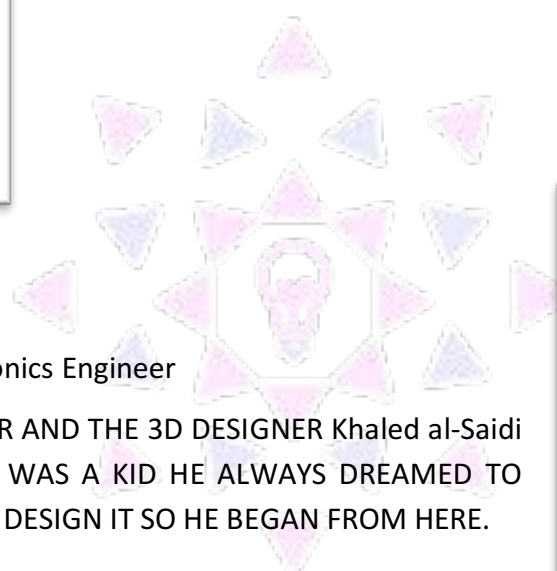 onics Engineer
R AND THE 3D DESIGNER Khaled al-Saidi
WAS A KID HE ALWAYS DREAMED TO
DESIGN IT SO HE BEGAN FROM HERE.